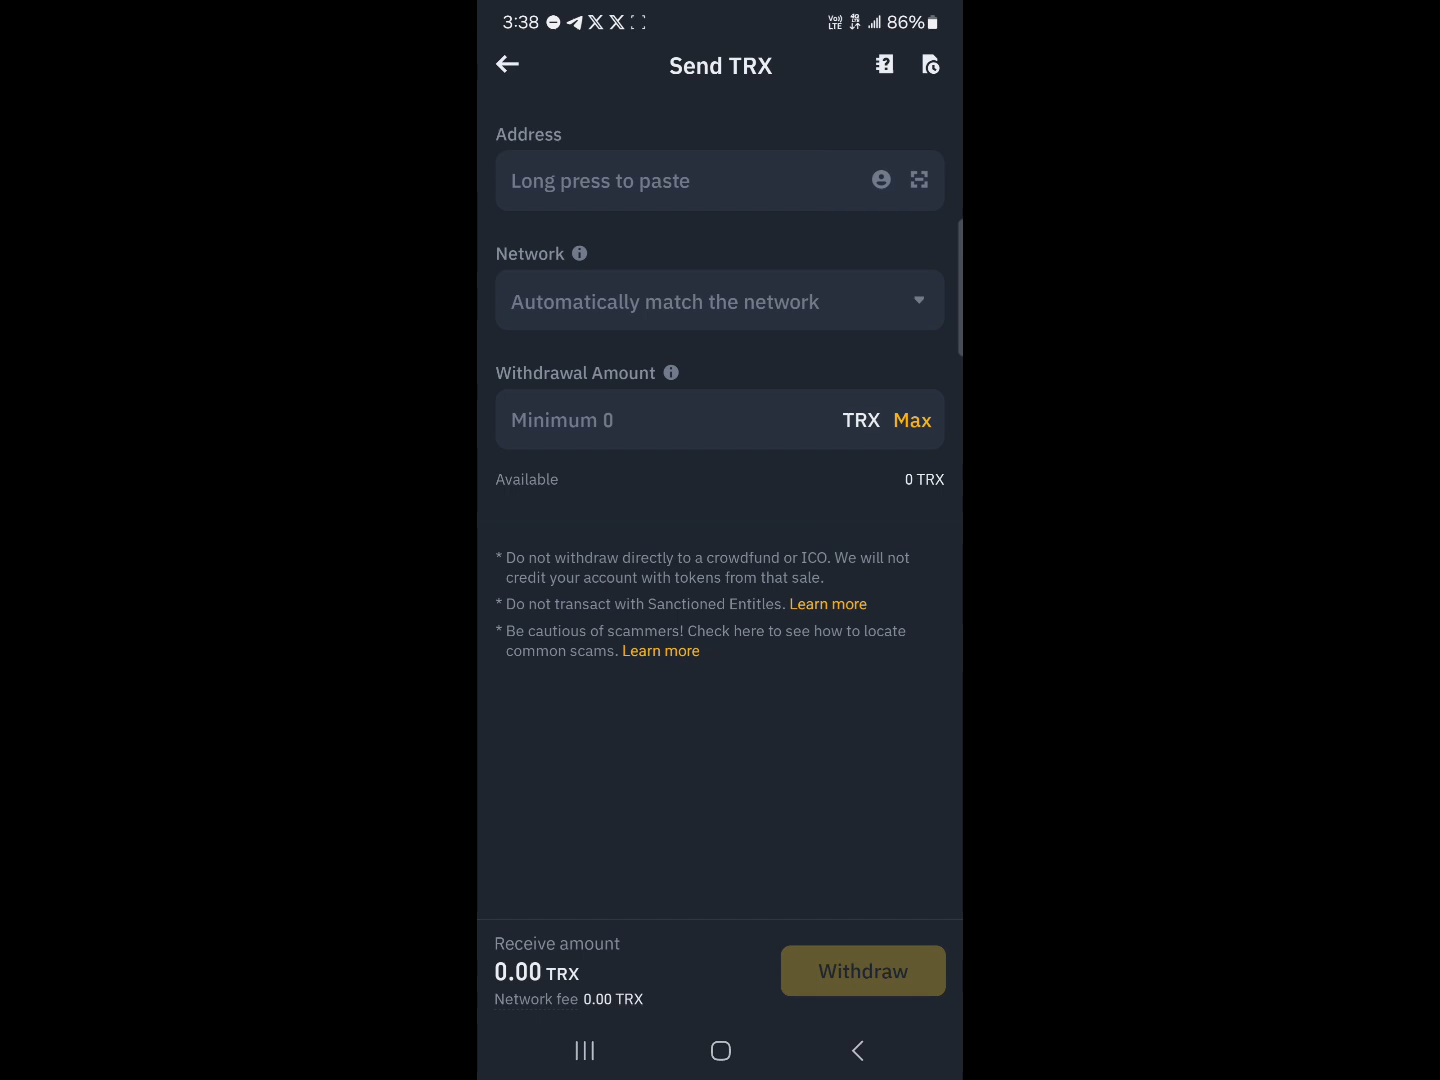 3:38 Vo)) LTE 4G 86%
Send TRX
Address
Long press to paste
Network
Automatically match the network
Withdrawal Amount
Minimum 0 TRX Max
Available 0 TRX
* Do not withdraw directly to a crowdfund or ICO. We will not
credit your account with tokens from that sale.
* Do not transact with Sanctioned Entitles. Learn more
* Be cautious of scammers! Check here to see how to locate
common scams. Learn more
Receive amount
0.00 TRX
Withdraw
Network fee 0.00 TRX